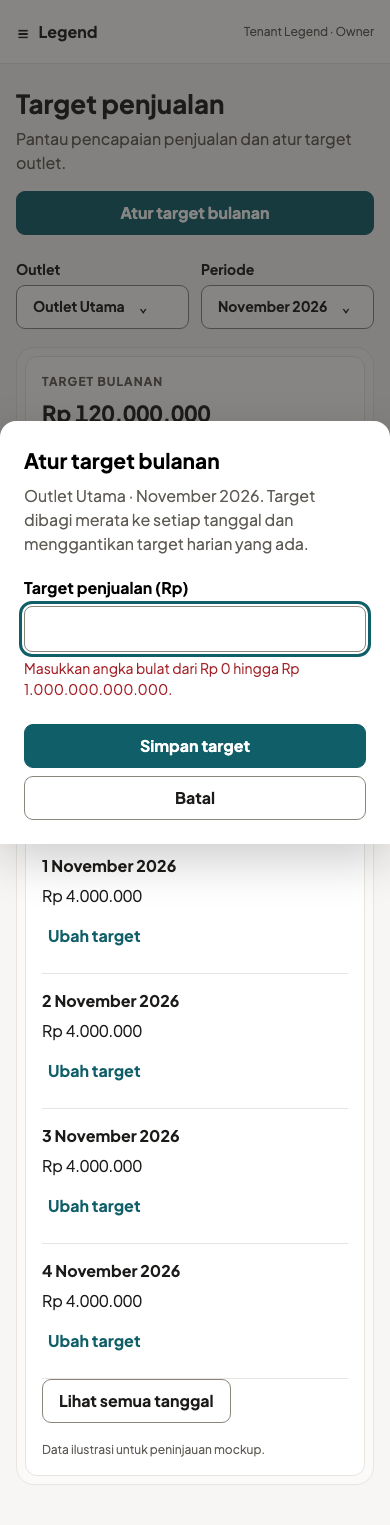 ≡ Legend
Tenant Legend · Owner
Target penjualan
Pantau pencapaian penjualan dan atur target
outlet.
Atur target bulanan
Outlet
Periode
Outlet Utama
November 2026
TARGET BULANAN
Rp 120.000.000
Atur target bulanan
Outlet Utama · November 2026. Target
dibagi merata ke setiap tanggal dan
menggantikan target harian yang ada.
Target penjualan (Rp)
Masukkan angka bulat dari Rp 0 hingga Rp
1.000.000.000.000.
Simpan target
Batal
1 November 2026
Rp 4.000.000
Ubah target
2 November 2026
Rp 4.000.000
Ubah target
3 November 2026
Rp 4.000.000
Ubah target
4 November 2026
Rp 4.000.000
Ubah target
Lihat semua tanggal
Data ilustrasi untuk peninjauan mockup.